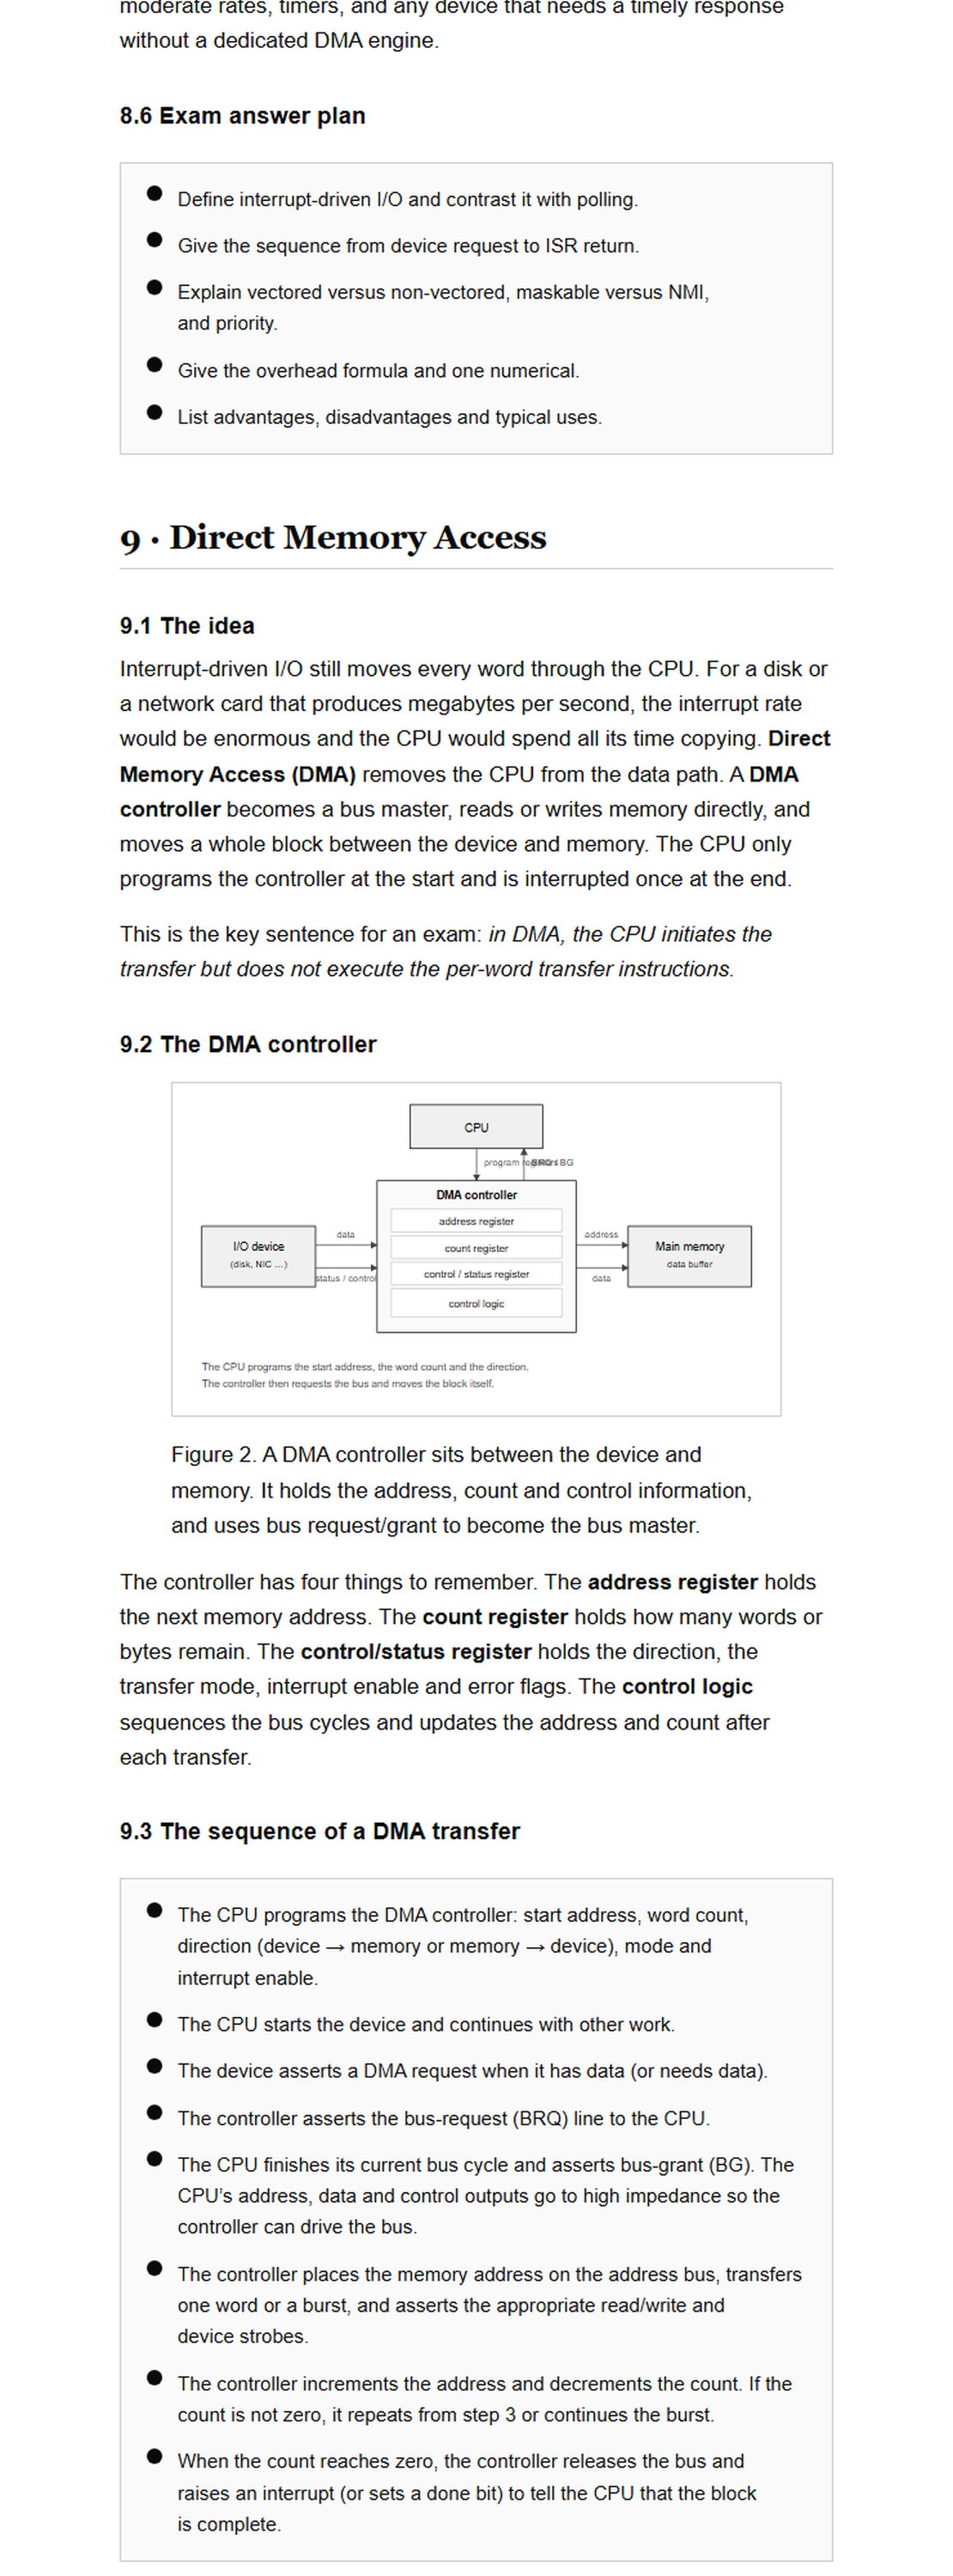 moderate rates, timers, and any device that needs a timely response
without a dedicated DMA engine.
8.6 Exam answer plan
Define interrupt-driven I/O and contrast it with polling.
Give the sequence from device request to ISR return.
Explain vectored versus non-vectored, maskable versus NMI,
and priority.
Give the overhead formula and one numerical.
List advantages, disadvantages and typical uses.
9 · Direct Memory Access
9.1 The idea
Interrupt-driven I/O still moves every word through the CPU. For a disk or
a network card that produces megabytes per second, the interrupt rate
would be enormous and the CPU would spend all its time copying. Direct
Memory Access (DMA) removes the CPU from the data path. A DMA
controller becomes a bus master, reads or writes memory directly, and
moves a whole block between the device and memory. The CPU only
programs the controller at the start and is interrupted once at the end.
This is the key sentence for an exam: in DMA, the CPU initiates the
transfer but does not execute the per-word transfer instructions.
9.2 The DMA controller
CPU
program BG
DMA controller
address register
count register
control / status register
control logic
I/O device
(disk, NIC ...)
data
status / control
address
data
Main memory
data buffer
The CPU programs the start address, the word count and the direction.
The controller then requests the bus and moves the block itself.
Figure 2. A DMA controller sits between the device and
memory. It holds the address, count and control information,
and uses bus request/grant to become the bus master.
The controller has four things to remember. The address register holds
the next memory address. The count register holds how many words or
bytes remain. The control/status register holds the direction, the
transfer mode, interrupt enable and error flags. The control logic
sequences the bus cycles and updates the address and count after
each transfer.
9.3 The sequence of a DMA transfer
The CPU programs the DMA controller: start address, word count,
direction (device → memory or memory → device), mode and
interrupt enable.
The CPU starts the device and continues with other work.
The device asserts a DMA request when it has data (or needs data).
The controller asserts the bus-request (BRQ) line to the CPU.
The CPU finishes its current bus cycle and asserts bus-grant (BG). The
CPU’s address, data and control outputs go to high impedance so the
controller can drive the bus.
The controller places the memory address on the address bus, transfers
one word or a burst, and asserts the appropriate read/write and
device strobes.
The controller increments the address and decrements the count. If the
count is not zero, it repeats from step 3 or continues the burst.
When the count reaches zero, the controller releases the bus and
raises an interrupt (or sets a done bit) to tell the CPU that the block
is complete.